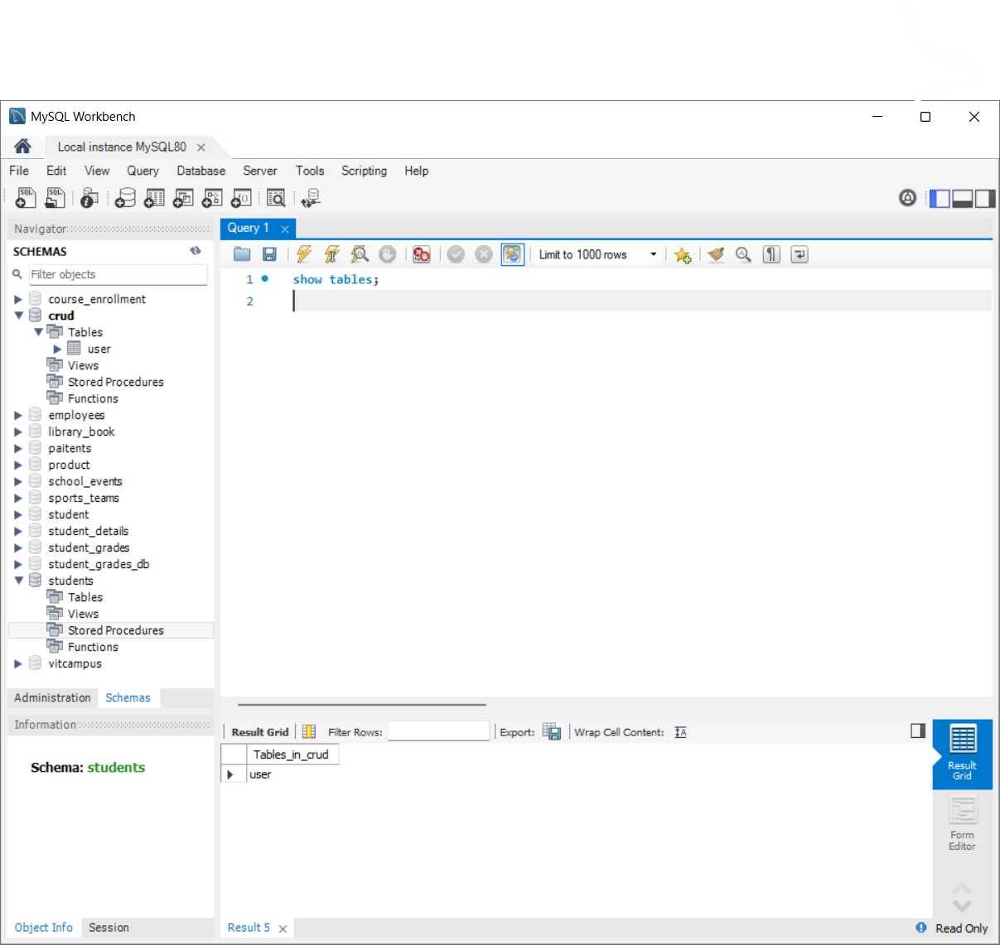 MySQL Workbench
Local instance MySQL80
File Edit View Query Database Server Tools Scripting Help
Navigator
SCHEMAS
Filter objects
course_enrollment
crud
Tables
user
Views
Stored Procedures
Functions
employees
library_book
paitents
product
school_events
sports_teams
student
student_details
student_grades
student_grades_db
students
Tables
Views
Stored Procedures
Functions
vitcampus
Administration Schemas
Information
Schema: students
Object Info Session
Query 1
Limit to 1000 rows
1 show tables;
2
Result Grid Filter Rows: Export: Wrap Cell Content:
Tables_in_crud
user
Result
Grid
Form
Editor
Result 5
Read Only